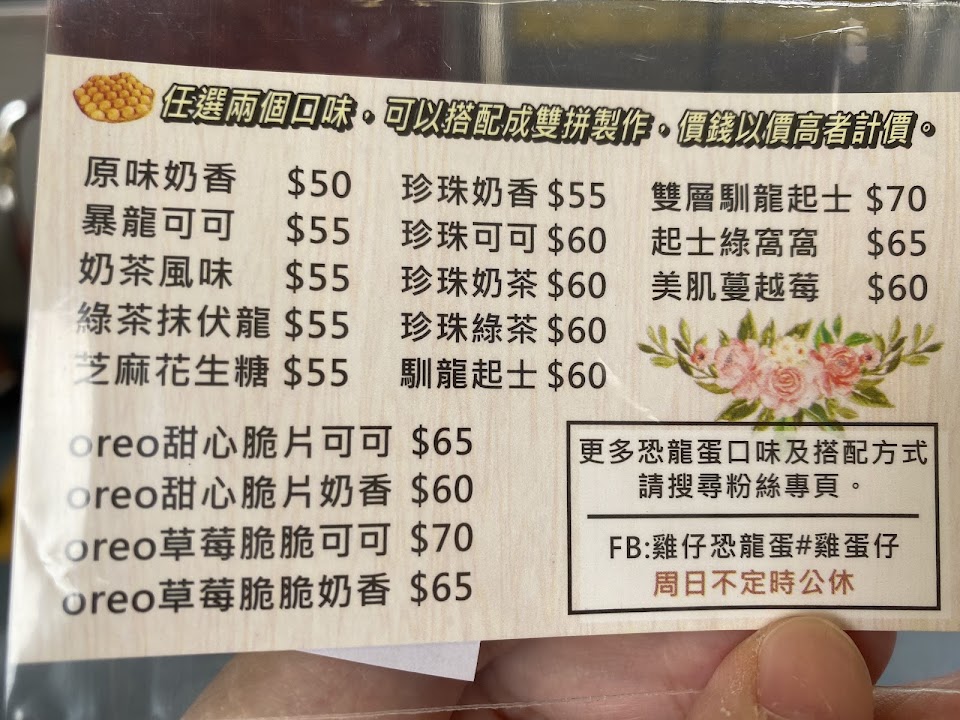 任選兩個口味，可以搭配成雙拼製作，價錢以價高者計價。
原味奶香 $50
暴龍可可 $55
奶茶風味 $55
綠茶抹伏龍 $55
芝麻花生糖 $55
珍珠奶香 $55
珍珠可可 $60
珍珠奶茶 $60
珍珠綠茶 $60
馴龍起士 $60
雙層馴龍起士 $70
起士綠窩窩 $65
美肌蔓越莓 $60
oreo甜心脆片可可 $65
oreo甜心脆片奶香 $60
oreo草莓脆脆可可 $70
oreo草莓脆脆奶香 $65
更多恐龍蛋口味及搭配方式
請搜尋粉絲專頁。
FB:雞仔恐龍蛋#雞蛋仔
周日不定時公休